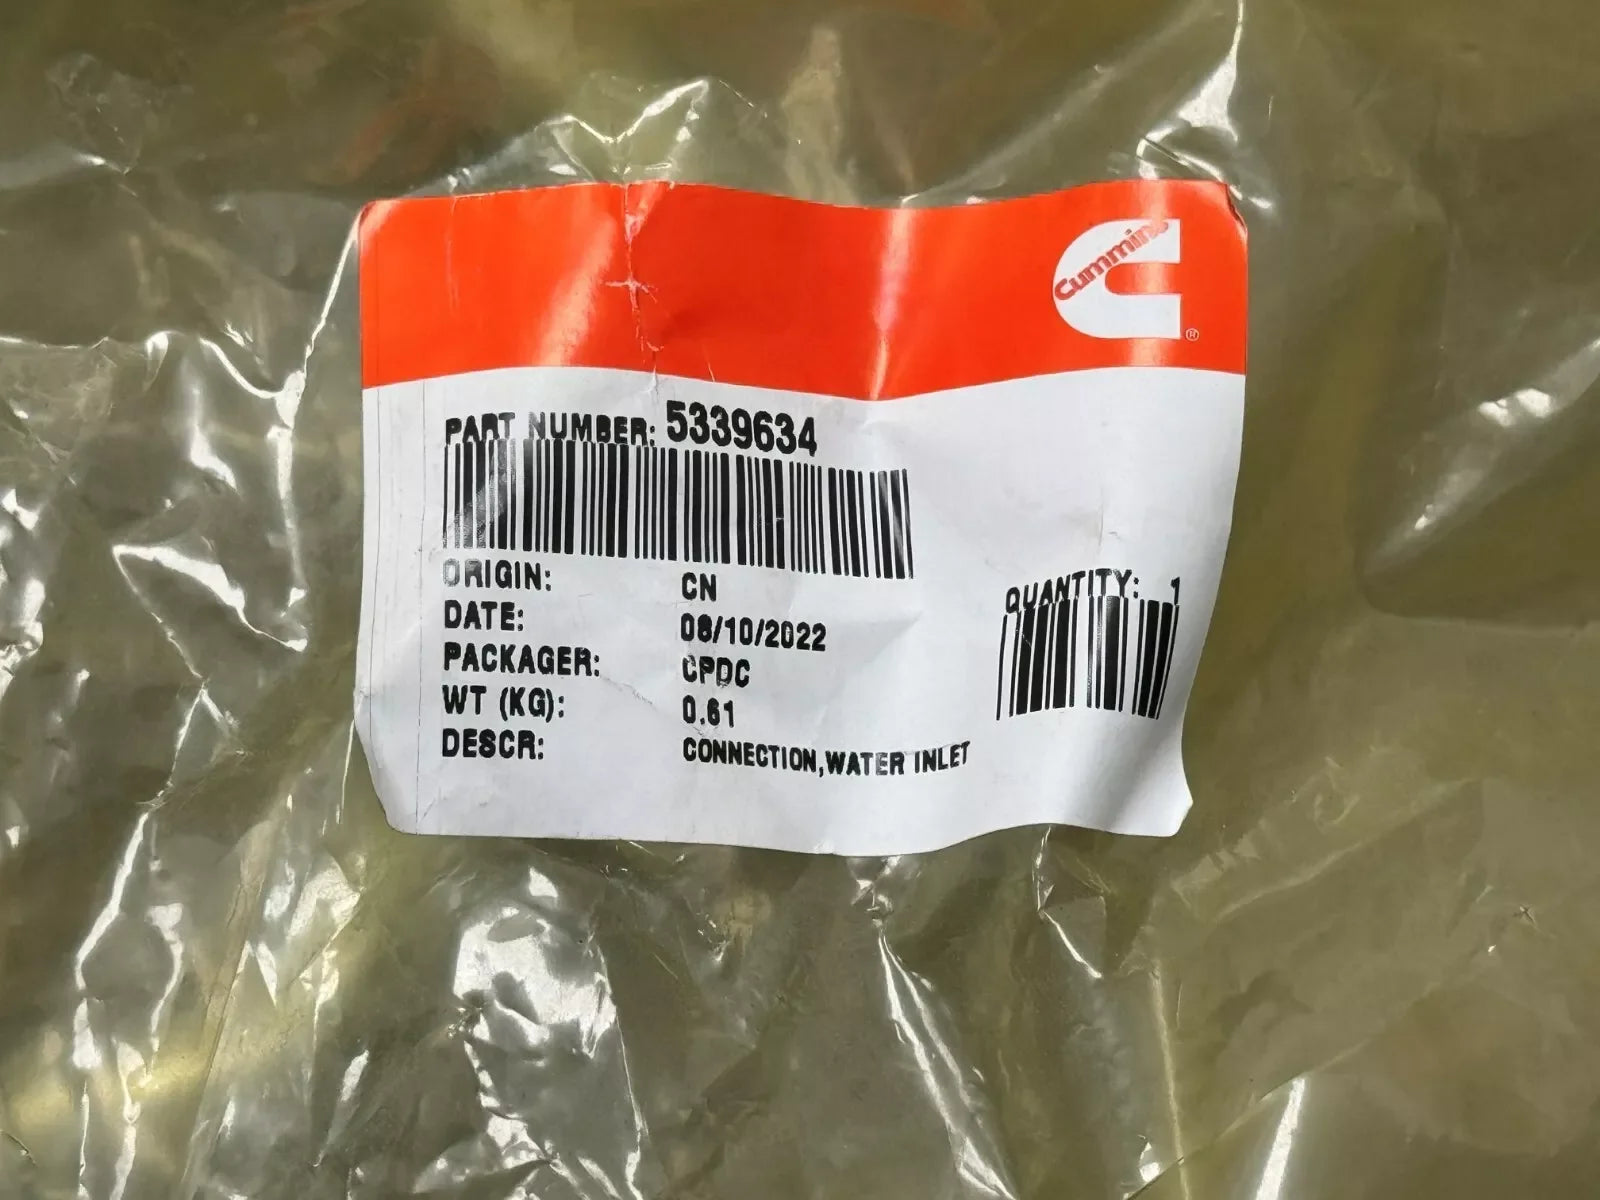 Cummins
®
PART NUMBER: 5339634
ORIGIN: CN
DATE: 08/10/2022
PACKAGER: CPDC
WT (KG): 0.61
DESCR: CONNECTION,WATER INLET
QUANTITY: 1